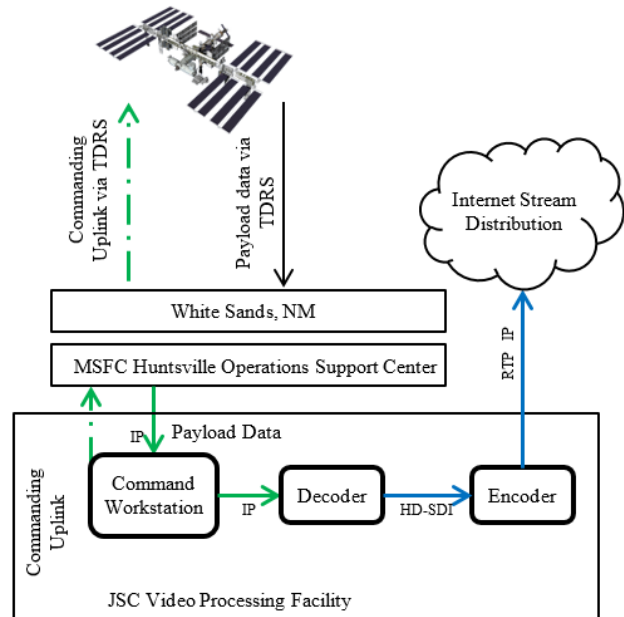 Commanding
Uplink via TDRS
Payload data via
TDRS
Internet Stream
Distribution
White Sands, NM
MSFC Huntsville Operations Support Center
RTP IP
IP
Payload Data
Commanding
Uplink
Command
Workstation
IP
Decoder
HD-SDI
Encoder
JSC Video Processing Facility